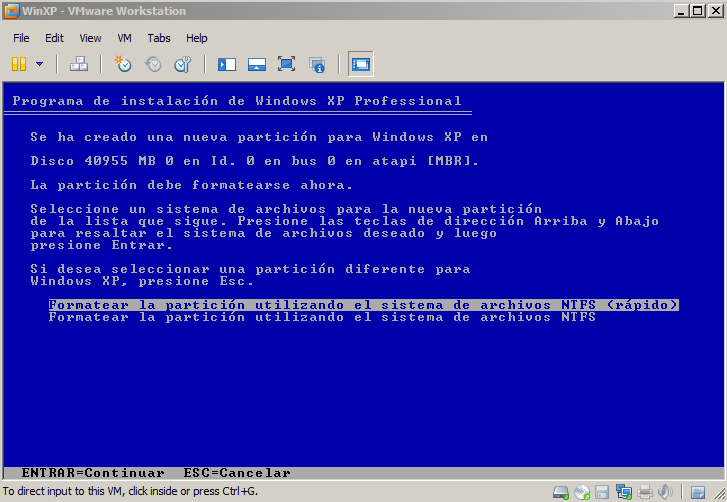 WinXP - VMware Workstation
File Edit View VM Tabs Help
Programa de instalación de Windows XP Professional
Se ha creado una nueva partición para Windows XP en
Disco 40955 MB 0 en Id. 0 en bus 0 en atapi [MBR].
La partición debe formatearse ahora.
Seleccione un sistema de archivos para la nueva partición
de la lista que sigue. Presione las teclas de dirección Arriba y Abajo
para resaltar el sistema de archivos deseado y luego
presione Entrar.
Si desea seleccionar una partición diferente para
Windows XP, presione Esc.
Formatear la partición utilizando el sistema de archivos NTFS (rápido)
Formatear la partición utilizando el sistema de archivos NTFS
ENTRAR=Continuar ESC=Cancelar
To direct input to this VM, click inside or press Ctrl+G.